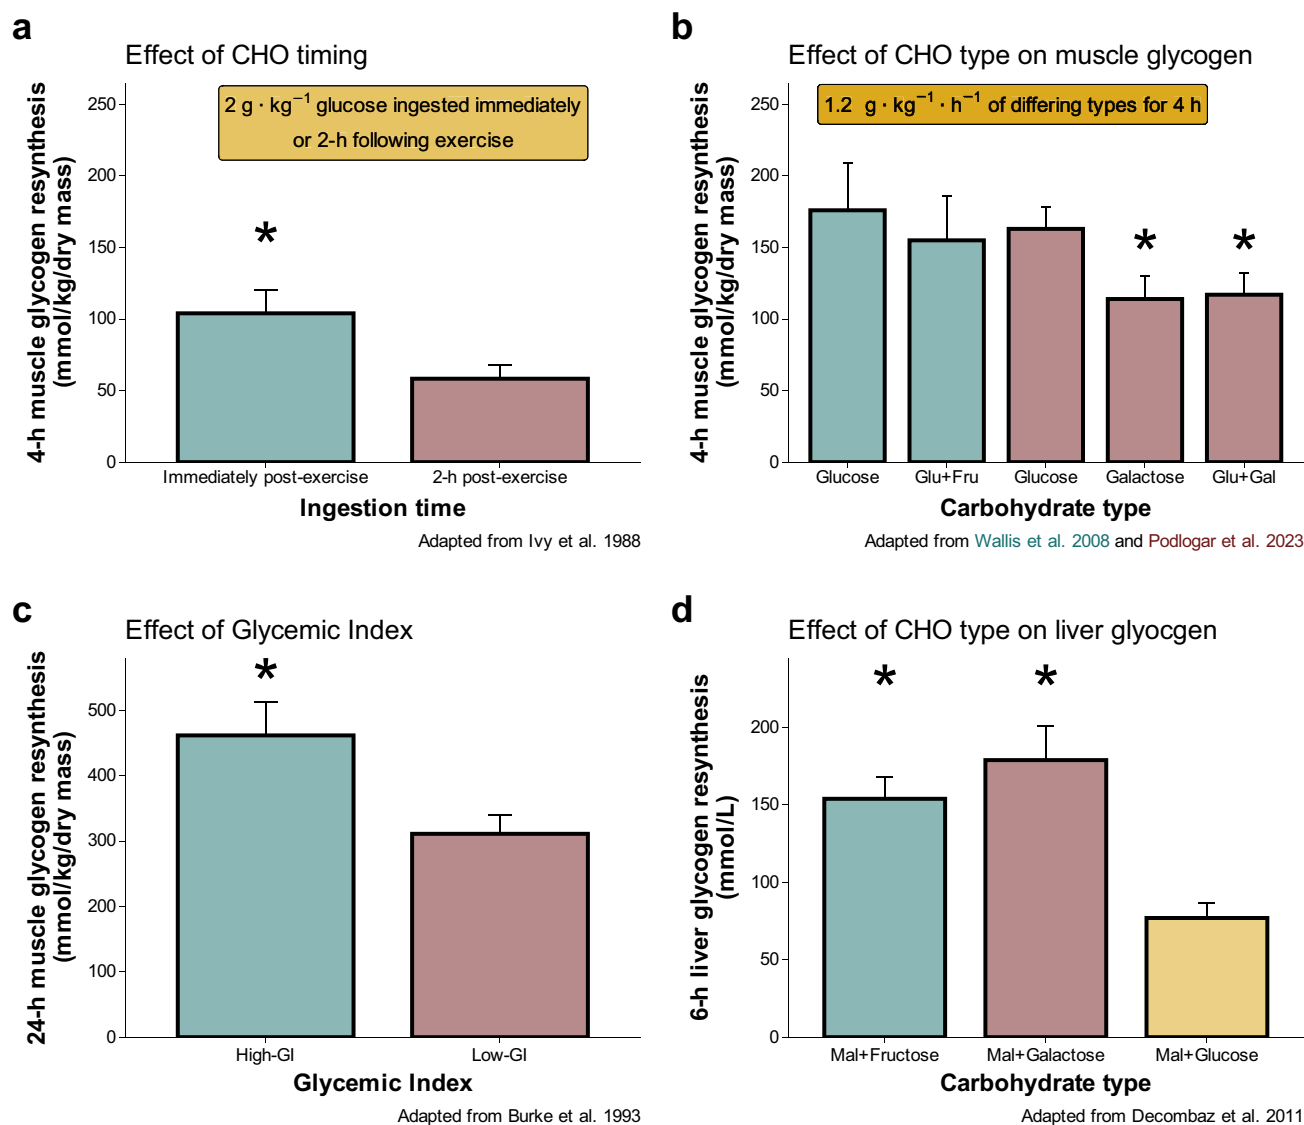 a
Effect of CHO timing
4-h muscle glycogen resynthesis
(mmol/kg/dry mass)
250
200
150
100
50
0
2 g · kg⁻¹ glucose ingested immediately
or 2-h following exercise
*
Immediately post-exercise
2-h post-exercise
Ingestion time
Adapted from Ivy et al. 1988
b
Effect of CHO type on muscle glycogen
4-h muscle glycogen resynthesis
(mmol/kg/dry mass)
250
200
150
100
50
0
1.2 g · kg⁻¹ · h⁻¹ of differing types for 4 h
* *
Glucose Glu+Fru Glucose Galactose Glu+Gal
Carbohydrate type
Adapted from Wallis et al. 2008 and Podlogar et al. 2023
c
Effect of Glycemic Index
24-h muscle glycogen resynthesis
(mmol/kg/dry mass)
500
400
300
200
100
0
*
High-GI Low-GI
Glycemic Index
Adapted from Burke et al. 1993
d
Effect of CHO type on liver glyocgen
6-h liver glycogen resynthesis
(mmol/L)
200
150
100
50
0
* *
Mal+Fructose Mal+Galactose Mal+Glucose
Carbohydrate type
Adapted from Decombaz et al. 2011